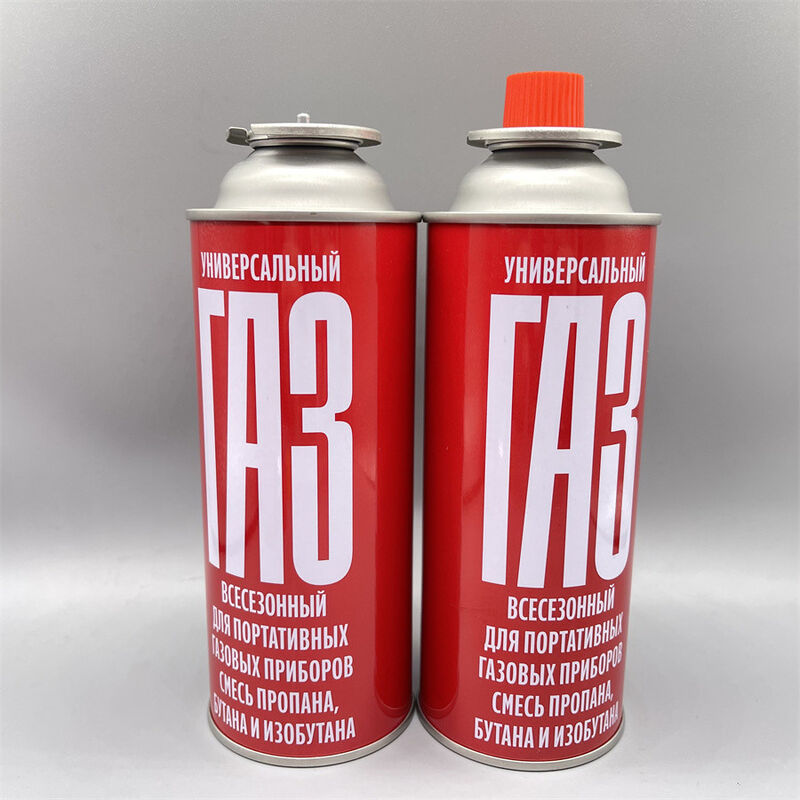 УНИВЕРСАЛЬНЫЙ
ГАЗ
ВСЕСЕЗОННЫЙ
ДЛЯ ПОРТАТИВНЫХ
ГАЗОВЫХ ПРИБОРОВ
СМЕСЬ ПРОПАНА,
БУТАНА И ИЗОБУТАНА
УНИВЕРСАЛЬНЫЙ
ГАЗ
ВСЕСЕЗОННЫЙ
ДЛЯ ПОРТАТИВНЫХ
ГАЗОВЫХ ПРИБОРОВ
СМЕСЬ ПРОПАНА,
БУТАНА И ИЗОБУТАНА